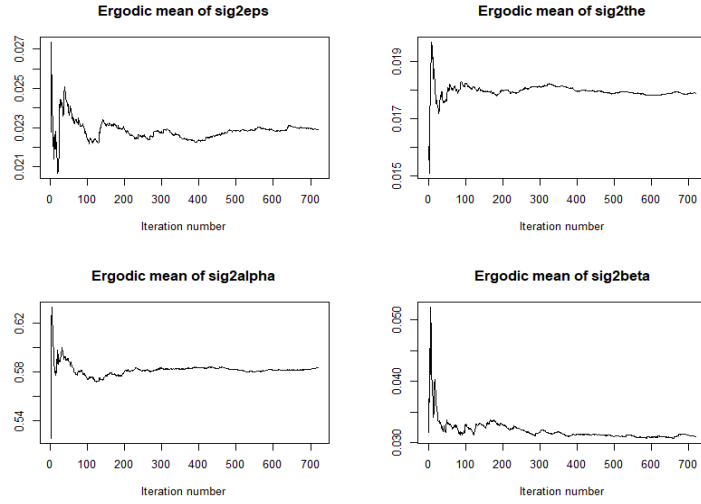 Ergodic mean of sig2eps
0.027
0.025
0.023
0.021
0 100 200 300 400 500 600 700
Iteration number
Ergodic mean of sig2the
0.019
0.017
0.015
0 100 200 300 400 500 600 700
Iteration number
Ergodic mean of sig2alpha
0.62
0.58
0.54
0 100 200 300 400 500 600 700
Iteration number
Ergodic mean of sig2beta
0.050
0.040
0.030
0 100 200 300 400 500 600 700
Iteration number